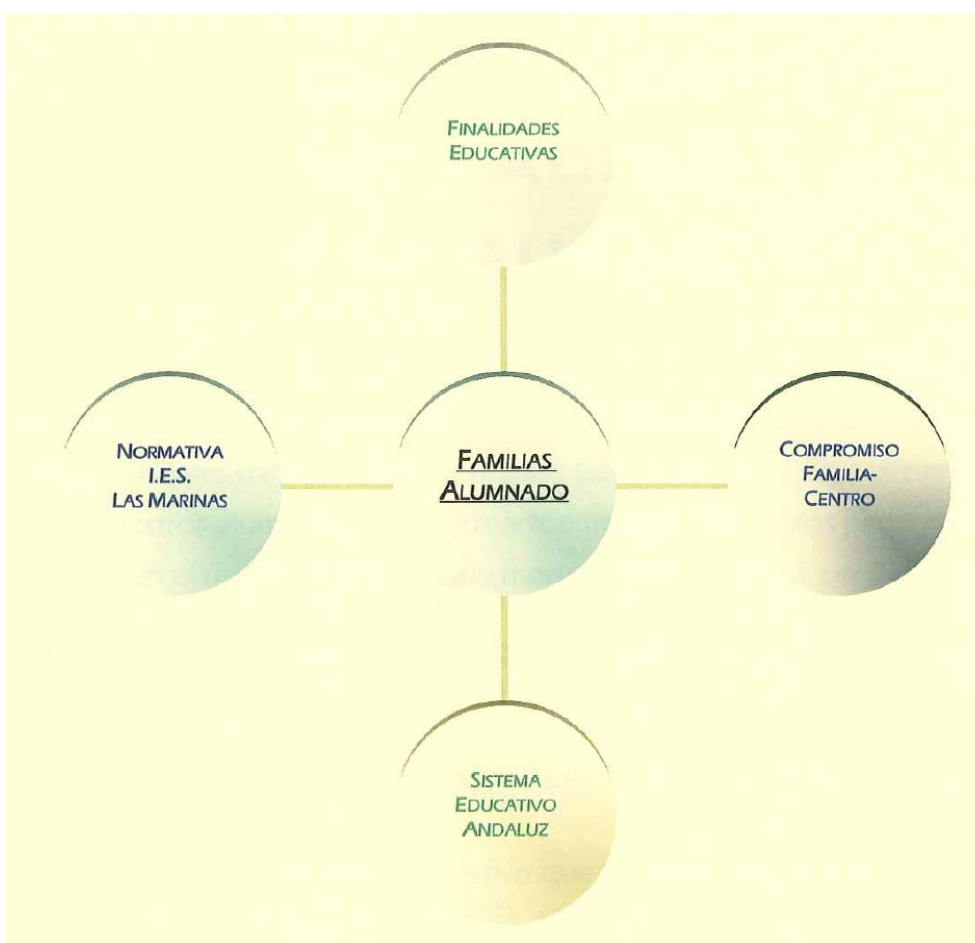 FINALIDADES
EDUCATIVAS
NORMATIVA
I.E.S.
LAS MARINAS
FAMILIAS
ALUMNADO
COMPROMISO
FAMILIA-
CENTRO
SISTEMA
EDUCATIVO
ANDALUZ